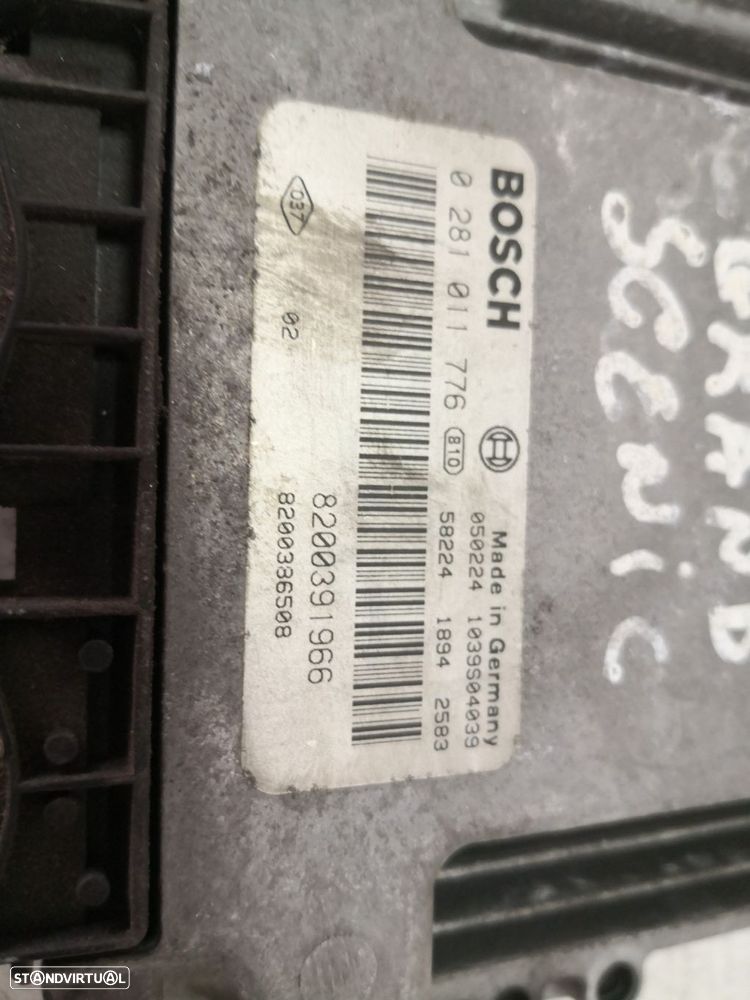 GRAND
SCENIC
BOSCH
0 281 011 776 810
Made in Germany
050224 1039S04039
58224 1894 2583
8200391966
8200386508
037
02
STANDVIRTUAL